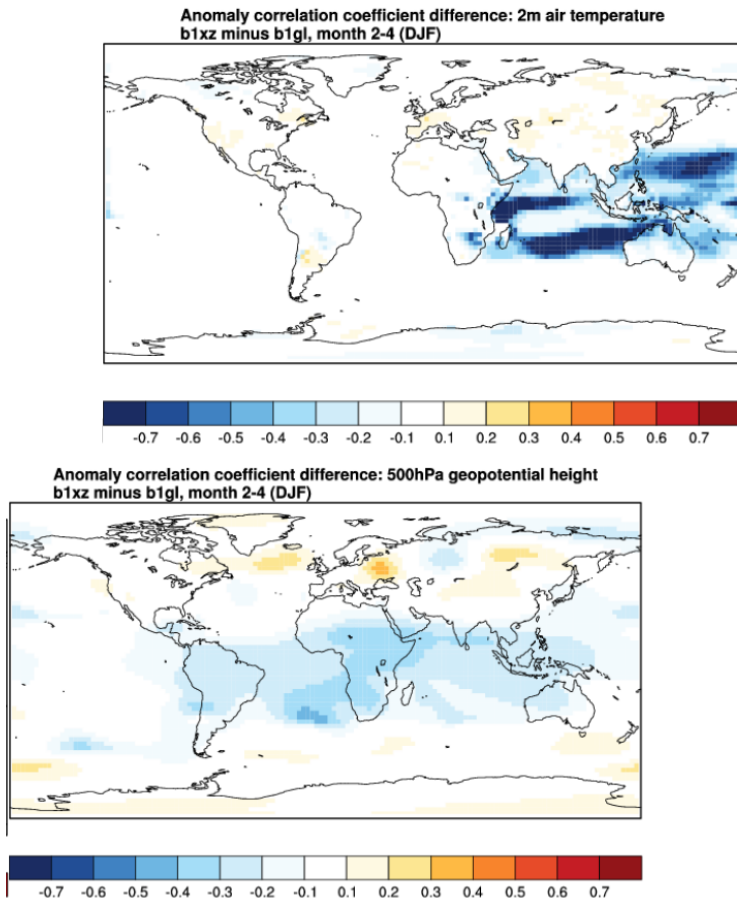 Anomaly correlation coefficient difference: 2m air temperature
b1xz minus b1gl, month 2-4 (DJF)
-0.7 -0.6 -0.5 -0.4 -0.3 -0.2 -0.1 0.1 0.2 0.3 0.4 0.5 0.6 0.7
Anomaly correlation coefficient difference: 500hPa geopotential height
b1xz minus b1gl, month 2-4 (DJF)
-0.7 -0.6 -0.5 -0.4 -0.3 -0.2 -0.1 0.1 0.2 0.3 0.4 0.5 0.6 0.7